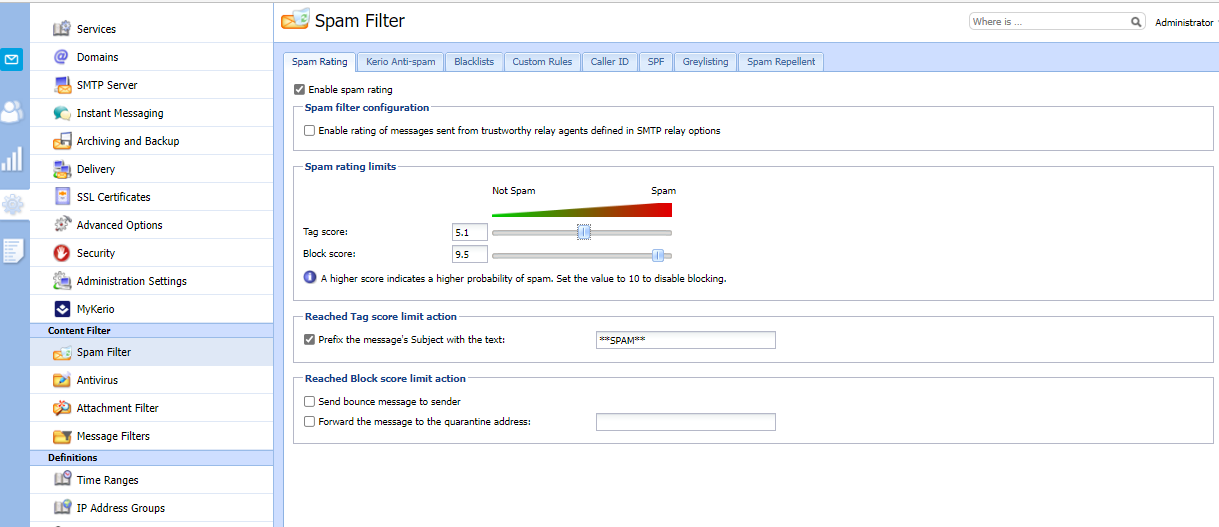 Services
Domains
SMTP Server
Instant Messaging
Archiving and Backup
Delivery
SSL Certificates
Advanced Options
Security
Administration Settings
MyKerio
Content Filter
Spam Filter
Antivirus
Attachment Filter
Message Filters
Definitions
Time Ranges
IP Address Groups
Spam Filter
Where is ...
Administrator
Spam Rating Kerio Anti-spam Blacklists Custom Rules Caller ID SPF Greylisting Spam Repellent
Enable spam rating
Spam filter configuration
Enable rating of messages sent from trustworthy relay agents defined in SMTP relay options
Spam rating limits
Not Spam Spam
Tag score: 5.1
Block score: 9.5
A higher score indicates a higher probability of spam. Set the value to 10 to disable blocking.
Reached Tag score limit action
Prefix the message's Subject with the text: **SPAM**
Reached Block score limit action
Send bounce message to sender
Forward the message to the quarantine address: